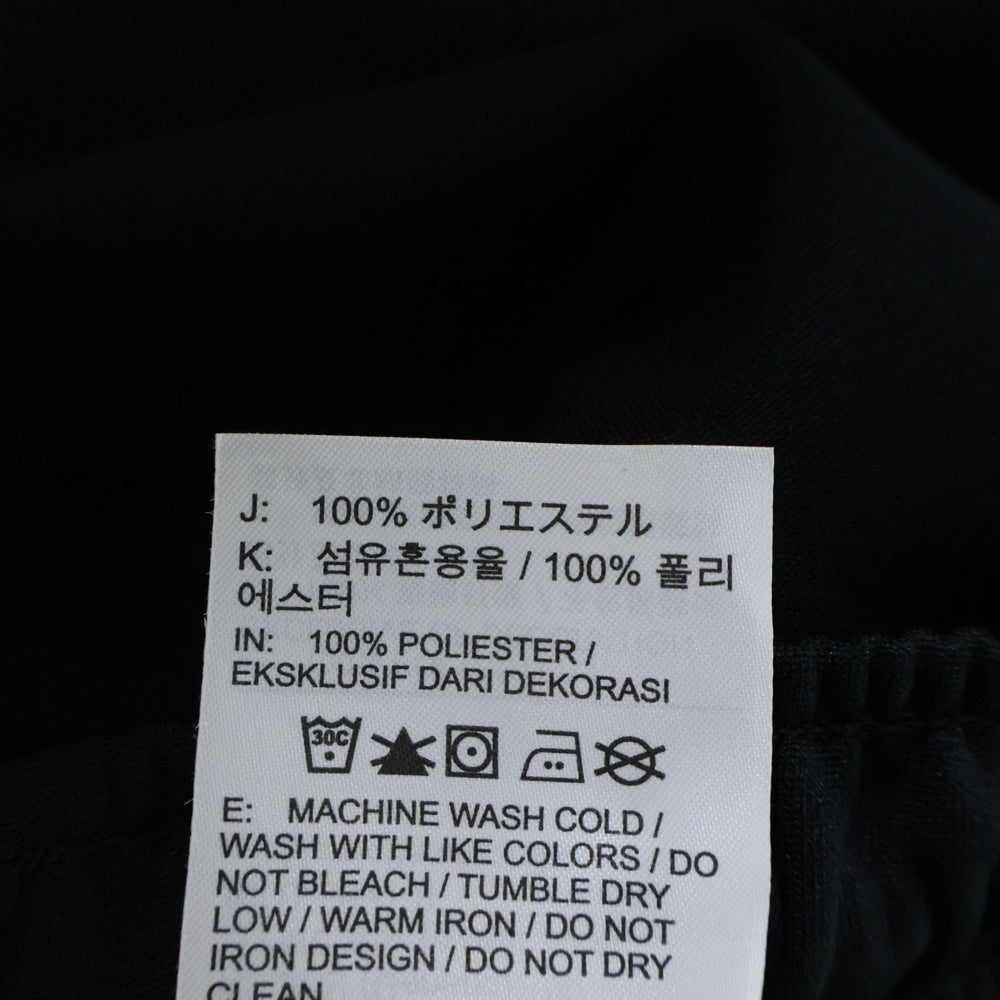 J: 100% ポリエステル
K: 섬유혼용율 / 100% 폴리
에스터
IN: 100% POLIESTER /
EKSKLUSIF DARI DEKORASI
30C
E: MACHINE WASH COLD /
WASH WITH LIKE COLORS / DO
NOT BLEACH / TUMBLE DRY
LOW / WARM IRON / DO NOT
IRON DESIGN / DO NOT DRY
CLEAN